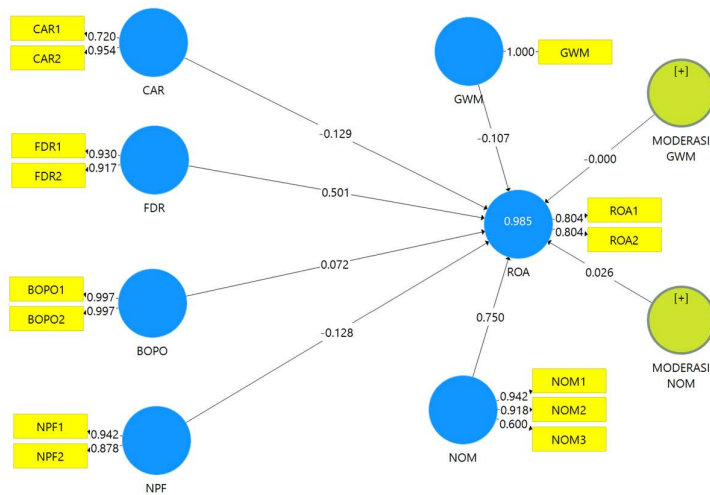 CAR1
0.720
CAR2
0.954
CAR
FDR1
0.930
FDR2
0.917
FDR
BOPO1
0.997
BOPO2
0.997
BOPO
NPF1
0.942
NPF2
0.878
NPF
-0.129
0.501
0.072
-0.128
GWM
1.000
GWM
-0.107
[+]
MODERASI
GWM
-0.000
0.985
ROA
0.804
ROA1
0.804
ROA2
0.026
[+]
MODERASI
NOM
0.750
NOM
0.942
NOM1
0.918
NOM2
0.600
NOM3